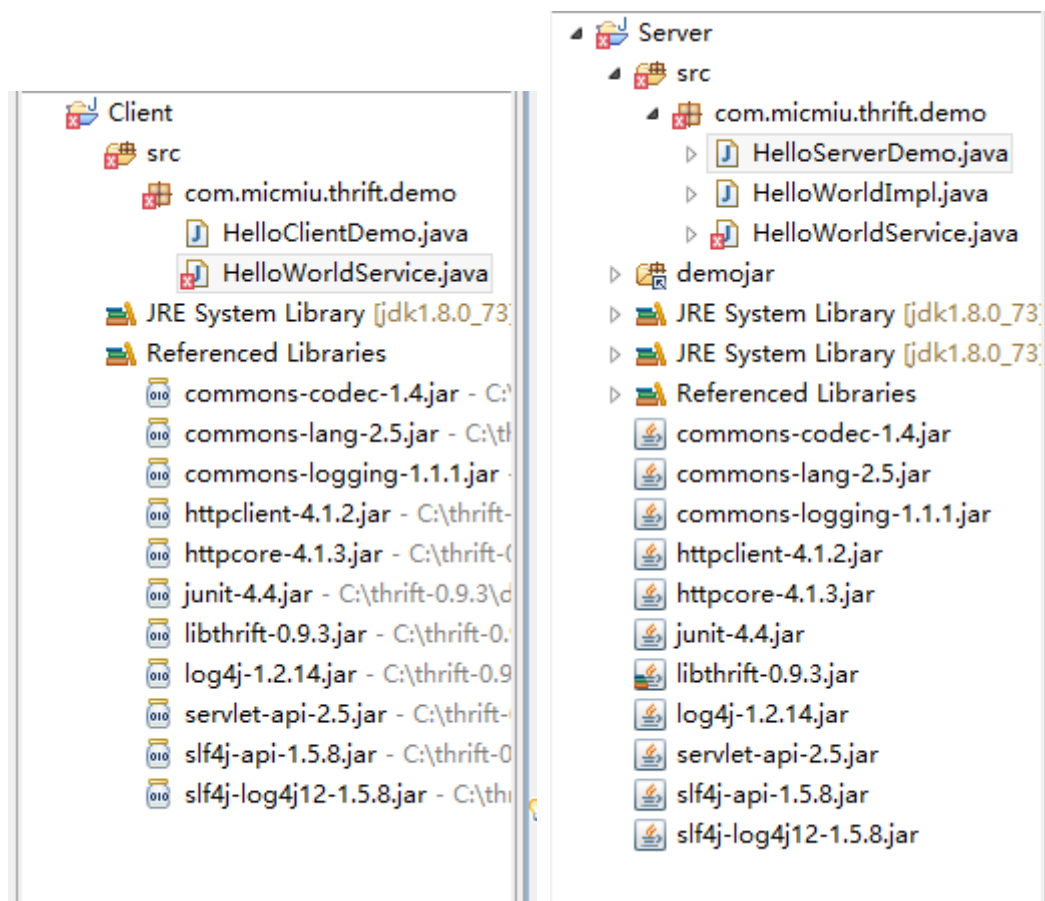 Client
src
com.micmiu.thrift.demo
HelloClientDemo.java
HelloWorldService.java
JRE System Library [jdk1.8.0_73]
Referenced Libraries
commons-codec-1.4.jar - C:\
commons-lang-2.5.jar - C:\th
commons-logging-1.1.1.jar -
httpclient-4.1.2.jar - C:\thrift-
httpcore-4.1.3.jar - C:\thrift-0
junit-4.4.jar - C:\thrift-0.9.3\d
libthrift-0.9.3.jar - C:\thrift-0.
log4j-1.2.14.jar - C:\thrift-0.9
servlet-api-2.5.jar - C:\thrift-
slf4j-api-1.5.8.jar - C:\thrift-0
slf4j-log4j12-1.5.8.jar - C:\thr
Server
src
com.micmiu.thrift.demo
HelloServerDemo.java
HelloWorldImpl.java
HelloWorldService.java
demojar
JRE System Library [jdk1.8.0_73]
JRE System Library [jdk1.8.0_73]
Referenced Libraries
commons-codec-1.4.jar
commons-lang-2.5.jar
commons-logging-1.1.1.jar
httpclient-4.1.2.jar
httpcore-4.1.3.jar
junit-4.4.jar
libthrift-0.9.3.jar
log4j-1.2.14.jar
servlet-api-2.5.jar
slf4j-api-1.5.8.jar
slf4j-log4j12-1.5.8.jar